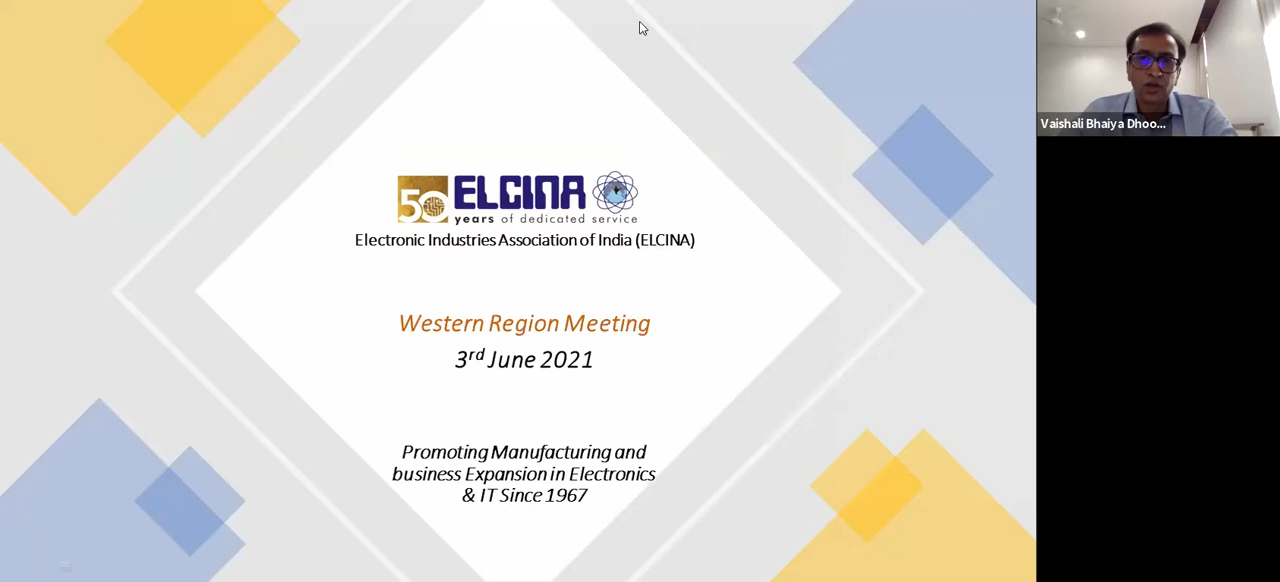 50 ELCINA
years of dedicated service
Electronic Industries Association of India (ELCINA)
Western Region Meeting
3rd June 2021
Promoting Manufacturing and
business Expansion in Electronics
& IT Since 1967
Vaishali Bhaiya Dhoo...